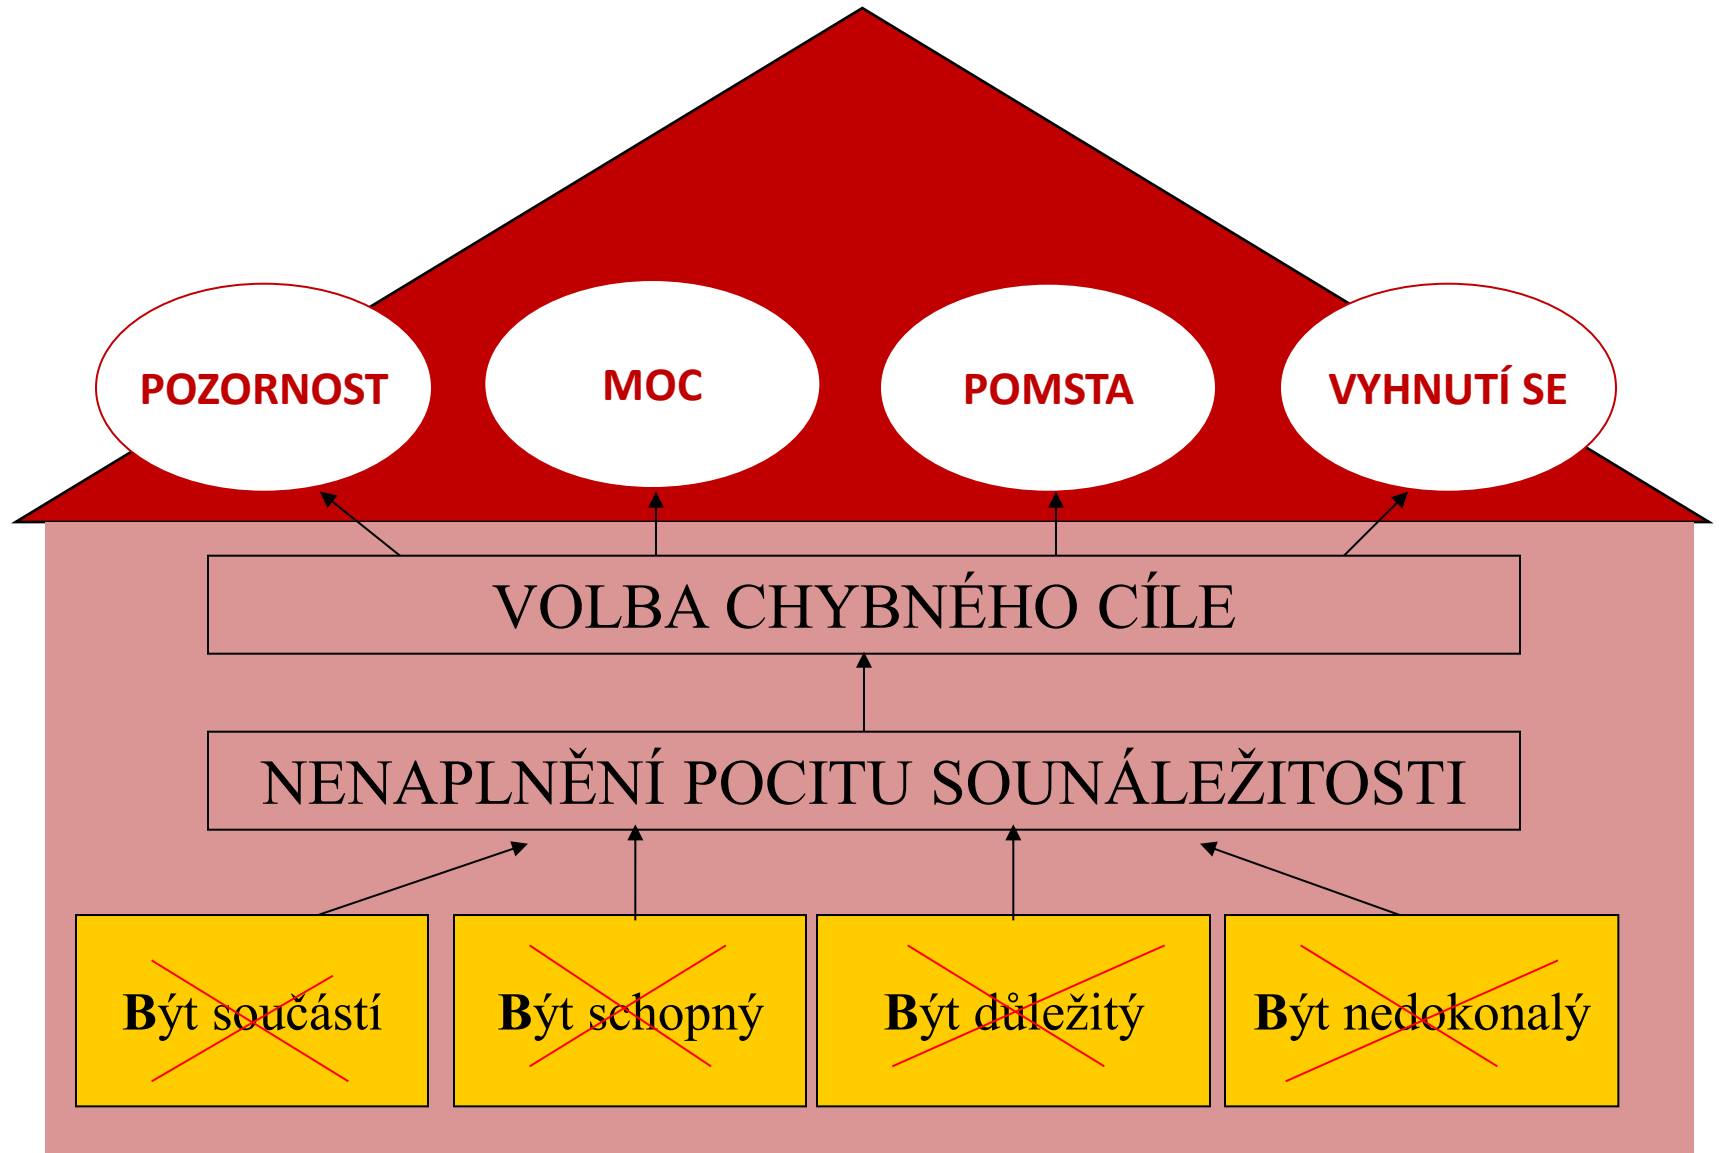 POZORNOST
MOC
POMSTA
VYHNUTÍ SE
VOLBA CHYBNÉHO CÍLE
NENAPLNĚNÍ POCITU SOUNÁLEŽITOSTI
Být součástí
Být schopný
Být důležitý
Být nedokonalý